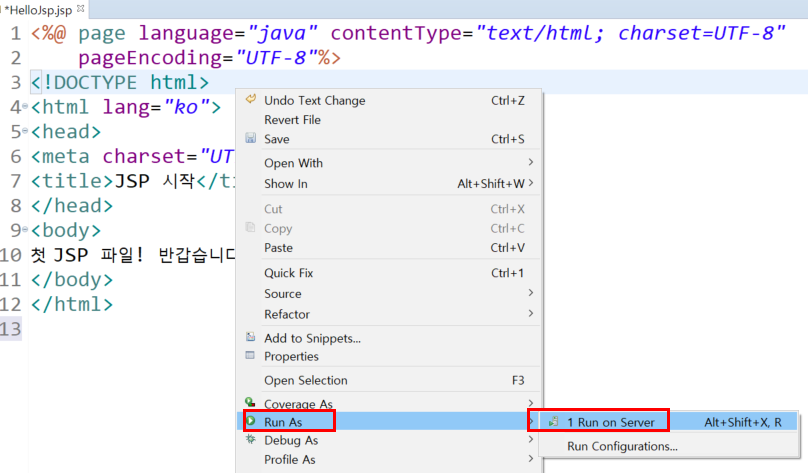 *HelloJsp.jsp
1 <%@ page language="java" contentType="text/html; charset=UTF-8"
2 pageEncoding="UTF-8"%>
3 <!DOCTYPE html>
4 <html lang="ko">
5 <head>
6 <meta charset="UT
7 <title>JSP 시작</ti
8 </head>
9 <body>
10 첫 JSP 파일! 반갑습니다
11 </body>
12 </html>
13
Undo Text Change Ctrl+Z
Revert File
Save Ctrl+S
Open With
Show In Alt+Shift+W
Cut Ctrl+X
Copy Ctrl+C
Paste Ctrl+V
Quick Fix Ctrl+1
Source
Refactor
Add to Snippets...
Properties
Open Selection F3
Coverage As
Run As
Debug As
Profile As
1 Run on Server Alt+Shift+X, R
Run Configurations...